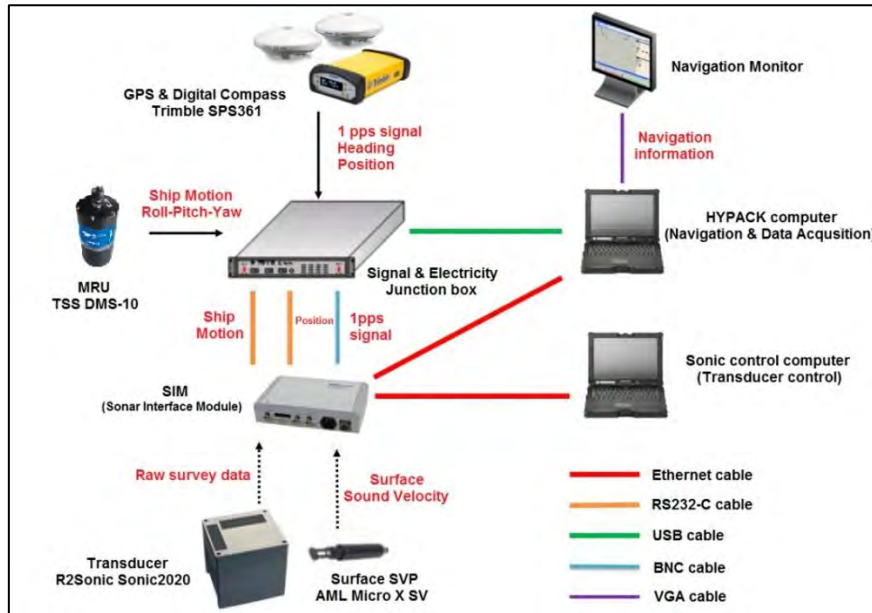 GPS & Digital Compass
Trimble SPS361
1 pps signal
Heading
Position
Navigation Monitor
Navigation
information
Ship Motion
Roll-Pitch-Yaw
MRU
TSS DMS-10
HYPACK computer
(Navigation & Data Acqusition)
Signal & Electricity
Junction box
Ship
Motion
Position
1pps
signal
SIM
(Sonar Interface Module)
Sonic control computer
(Transducer control)
Raw survey data
Surface
Sound Velocity
Transducer
R2Sonic Sonic2020
Surface SVP
AML Micro X SV
Ethernet cable
RS232-C cable
USB cable
BNC cable
VGA cable